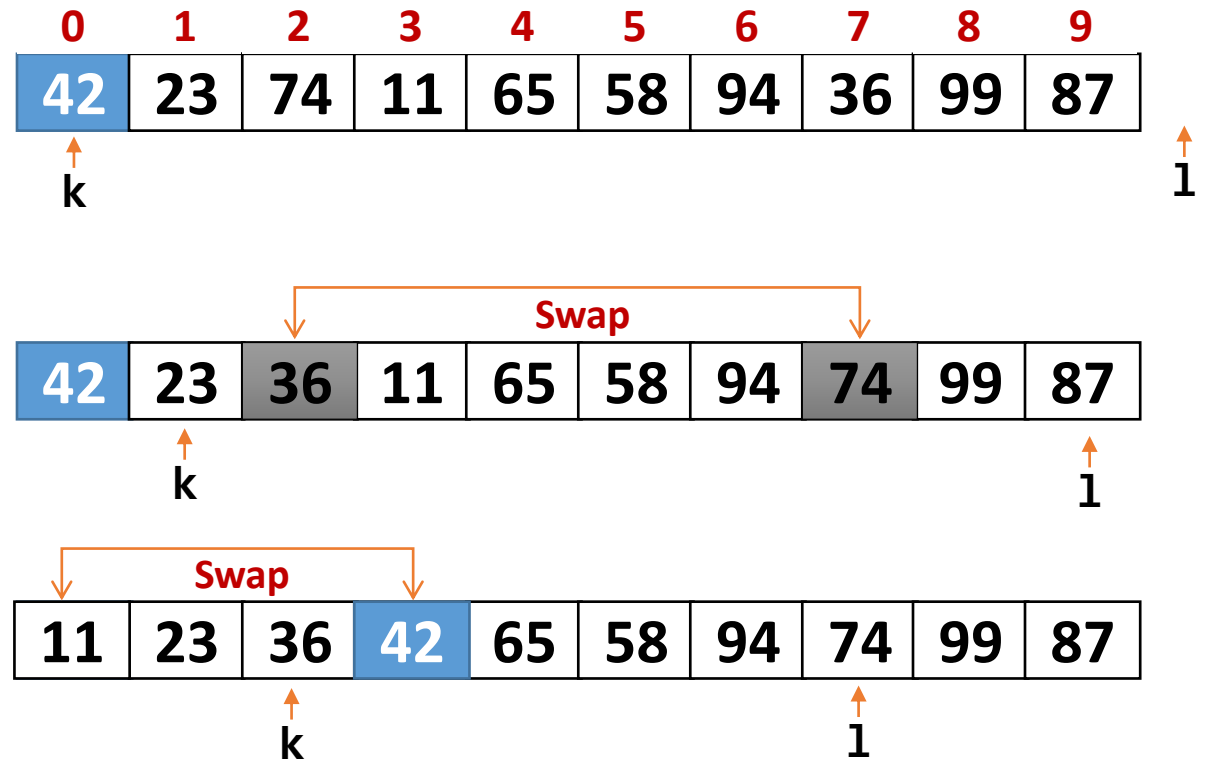 0 1 2 3 4 5 6 7 8 9
42 23 74 11 65 58 94 36 99 87
k l
Swap
42 23 36 11 65 58 94 74 99 87
k l
Swap
11 23 36 42 65 58 94 74 99 87
k l